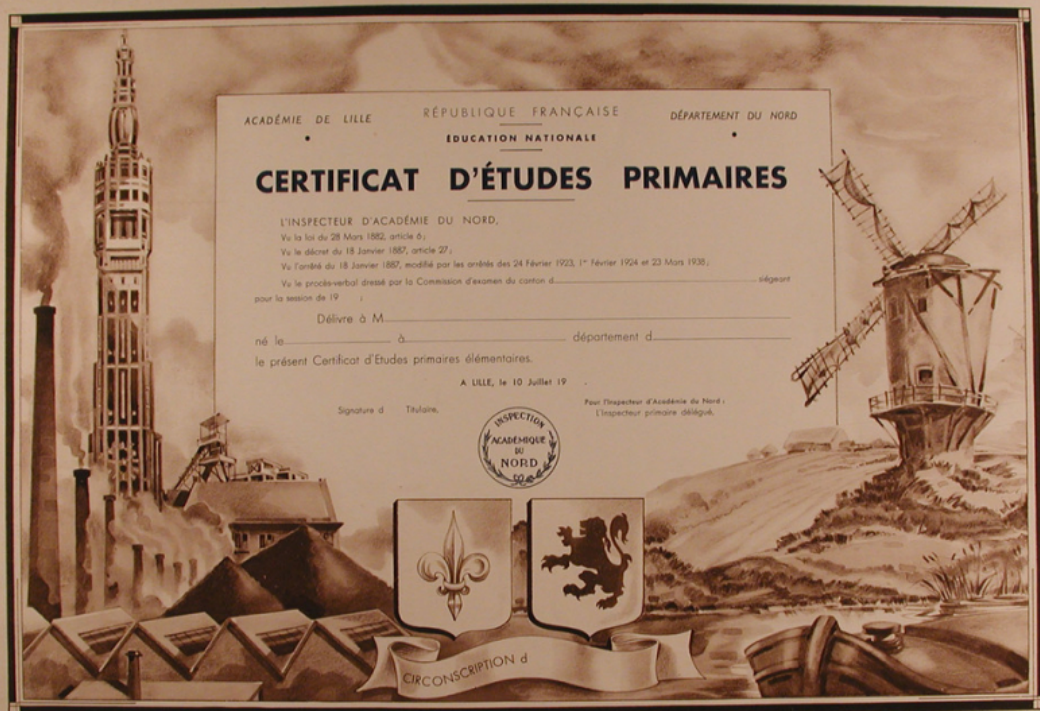 ACADÉMIE DE LILLE
RÉPUBLIQUE FRANÇAISE
DÉPARTEMENT DU NORD
ÉDUCATION NATIONALE
CERTIFICAT D'ÉTUDES PRIMAIRES
L'INSPECTEUR D'ACADÉMIE DU NORD,
Vu la loi du 28 Mars 1882, article 6;
Vu le décret du 18 Janvier 1887, article 27;
Vu l'arrêté du 18 Janvier 1887, modifié par les arrêtés des 24 Février 1923, 1er Février 1924 et 23 Mars 1938;
Vu le procès-verbal dressé par la Commission d'examen du canton d siégeant
pour la session de 19 ;
Délivre à M
né le à département d
le présent Certificat d'Etudes primaires élémentaires.
A LILLE, le 10 Juillet 19 .
Signature d Titulaire,
Pour l'Inspecteur d'Académie du Nord :
L'Inspecteur primaire délégué,
INSPECTION
ACADÉMIQUE
DU
NORD
CIRCONSCRIPTION d